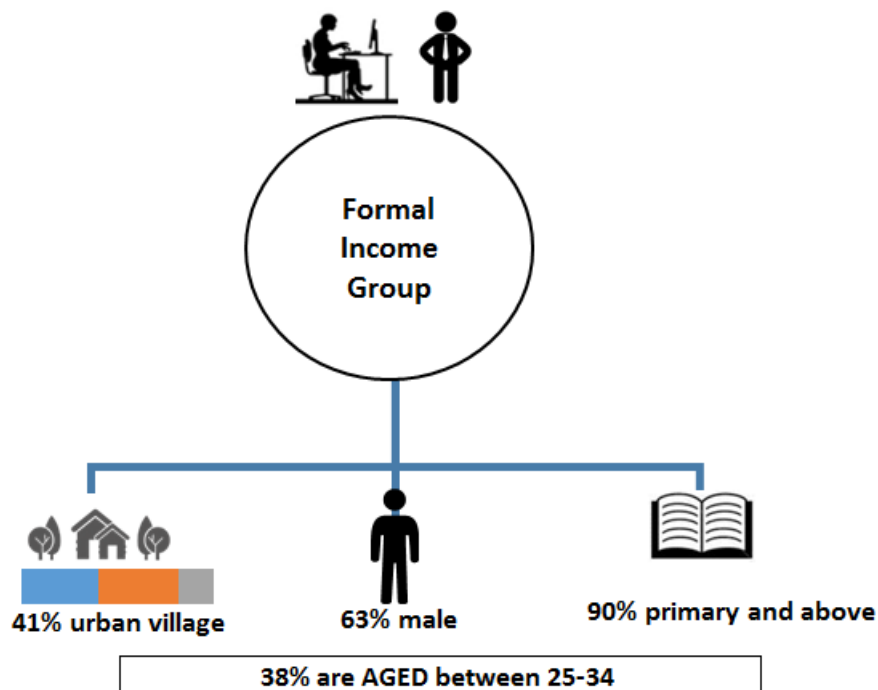 Formal
Income
Group
41% urban village
63% male
90% primary and above
38% are AGED between 25-34